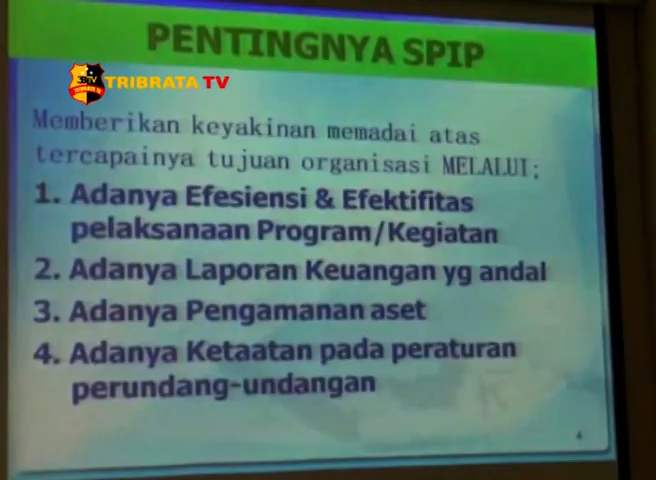 PENTINGNYA SPIP
TRIBRATA TV
Memberikan keyakinan memadai atas
tercapainya tujuan organisasi MELALUI;
1. Adanya Efesiensi & Efektifitas
pelaksanaan Program/Kegiatan
2. Adanya Laporan Keuangan yg andal
3. Adanya Pengamanan aset
4. Adanya Ketaatan pada peraturan
perundang-undangan
4